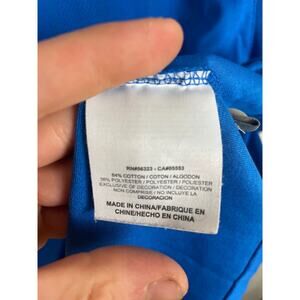 RN#56323 - CA#05553
64% COTTON / COTON / ALGODON
36% POLYESTER / POLYESTER / POLIESTER
EXCLUSIVE OF DECORATION / DECORATION
NON COMPRISE / NO INCLUYE LA
DECORACION
MADE IN CHINA/FABRIQUE EN
CHINE/HECHO EN CHINA